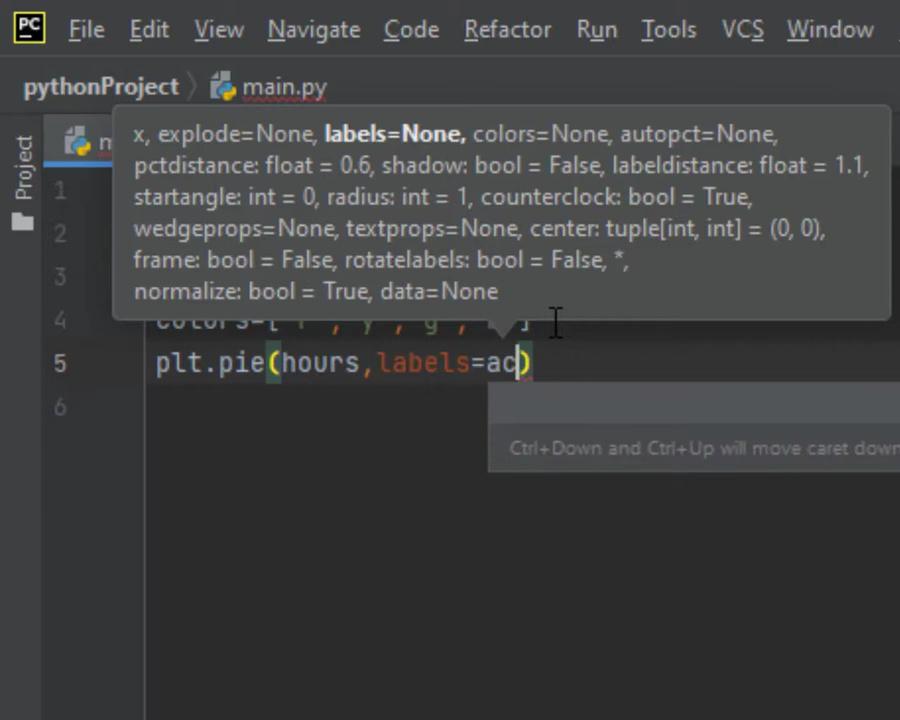 PC File Edit View Navigate Code Refactor Run Tools VCS Window
pythonProject main.py
Project
x, explode=None, labels=None, colors=None, autopct=None,
pctdistance: float = 0.6, shadow: bool = False, labeldistance: float = 1.1,
startangle: int = 0, radius: int = 1, counterclock: bool = True,
wedgeprops=None, textprops=None, center: tuple[int, int] = (0, 0),
frame: bool = False, rotatelabels: bool = False, *,
normalize: bool = True, data=None
1
2
3
4
5 plt.pie(hours,labels=ac)
6
Ctrl+Down and Ctrl+Up will move caret down